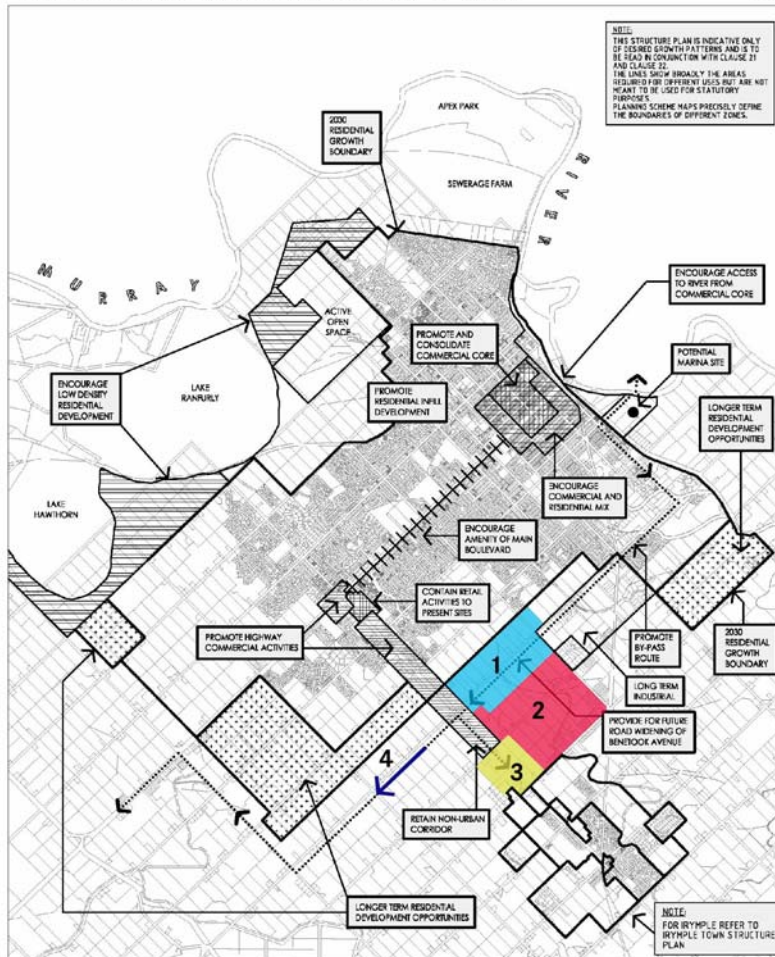 NOTE:
THIS STRUCTURE PLAN IS INDICATIVE ONLY
OF DESIRED GROWTH PATTERNS AND IS TO
BE READ IN CONJUNCTION WITH CLAUSE 21
AND CLAUSE 22.
THE LINES SHOW BROADLY THE AREAS
REQUIRED FOR DIFFERENT USES BUT ARE NOT
MEANT TO BE USED FOR STATUTORY
PURPOSES.
PLANNING SCHEME MAPS PRECISELY DEFINE
THE BOUNDARIES OF DIFFERENT ZONES.
APEX PARK
2030
RESIDENTIAL
GROWTH
BOUNDARY
SEWERAGE FARM
RIVER
MURRAY
ENCOURAGE ACCESS
TO RIVER FROM
COMMERCIAL CORE
ACTIVE
OPEN
SPACE
PROMOTE AND
CONSOLIDATE
COMMERCIAL CORE
POTENTIAL
MARINA SITE
ENCOURAGE
LOW DENSITY
RESIDENTIAL
DEVELOPMENT
LAKE
RANFURLY
PROMOTE
RESIDENTIAL INFILL
DEVELOPMENT
LONGER TERM
RESIDENTIAL
DEVELOPMENT
OPPORTUNITIES
LAKE
HAWTHORN
ENCOURAGE
COMMERCIAL AND
RESIDENTIAL MIX
ENCOURAGE
AMENITY OF MAIN
BOULEVARD
CONTAIN RETAIL
ACTIVITIES TO
PRESENT SITES
PROMOTE HIGHWAY
COMMERCIAL ACTIVITIES
PROMOTE
BY-PASS
ROUTE
2030
RESIDENTIAL
GROWTH
BOUNDARY
1
LONG TERM
INDUSTRIAL
2
PROVIDE FOR FUTURE
ROAD WIDENING OF
BENETOOK AVENUE
4
3
RETAIN NON-URBAN
CORRIDOR
LONGER TERM RESIDENTIAL
DEVELOPMENT OPPORTUNITIES
NOTE:
FOR IRYMPLE REFER TO
IRYMPLE TOWN STRUCTURE
PLAN